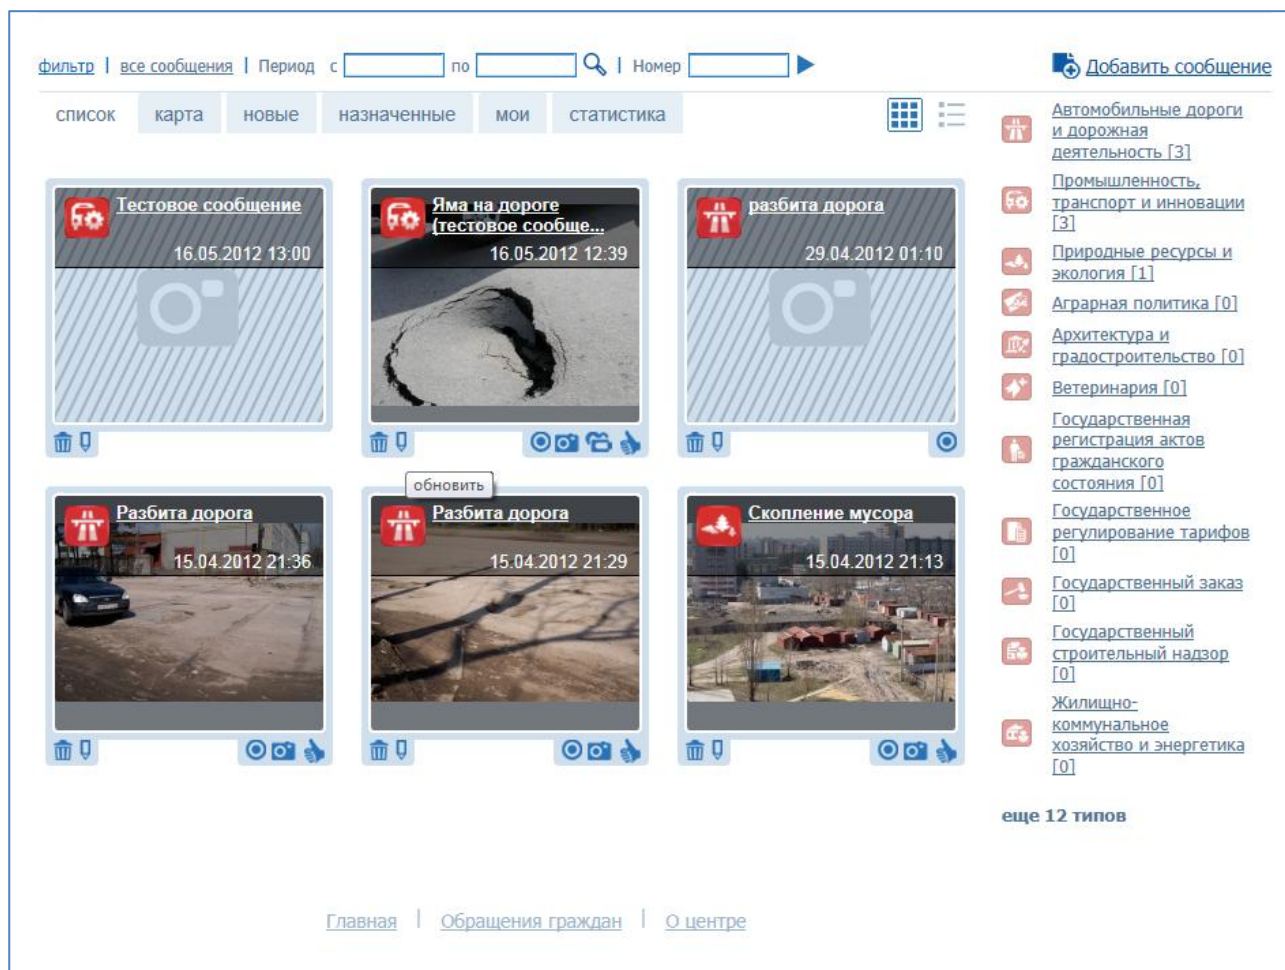 фильтр | все сообщения | Период с по | Номер
Добавить сообщение
список карта новые назначенные мои статистика
Тестовое сообщение
16.05.2012 13:00
Яма на дороге
(тестовое сообще...
16.05.2012 12:39
разбита дорога
29.04.2012 01:10
обновить
Разбита дорога
15.04.2012 21:36
Разбита дорога
15.04.2012 21:29
Скопление мусора
15.04.2012 21:13
Автомобильные дороги
и дорожная
деятельность [3]
Промышленность,
транспорт и инновации
[3]
Природные ресурсы и
экология [1]
Аграрная политика [0]
Архитектура и
градостроительство [0]
Ветеринария [0]
Государственная
регистрация актов
гражданского
состояния [0]
Государственное
регулирование тарифов
[0]
Государственный заказ
[0]
Государственный
строительный надзор
[0]
Жилищно-
коммунальное
хозяйство и энергетика
[0]
еще 12 типов
Главная | Обращения граждан | О центре